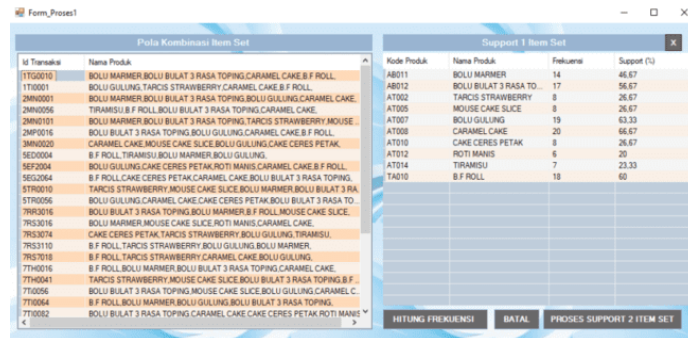 Form_Proses1
Pola Kombinasi Item Set
Id Transaksi Nama Produk
1TG0010 BOLU MARMER,BOLU BULAT 3 RASA TOPING,CARAMEL CAKE,B.F ROLL,
1TI0001 BOLU GULUNG,TARCIS STRAWBERRY,CARAMEL CAKE,B.F ROLL,
2MN0001 BOLU MARMER,BOLU BULAT 3 RASA TOPING,BOLU GULUNG,CARAMEL CAKE,
2MN0056 TIRAMISU,B.F ROLL,BOLU BULAT 3 RASA TOPING,CARAMEL CAKE,
2MN0101 BOLU MARMER,BOLU BULAT 3 RASA TOPING,TARCIS STRAWBERRY,MOUSE ...
2MP0016 BOLU BULAT 3 RASA TOPING,BOLU GULUNG,CARAMEL CAKE,B.F ROLL,
3MN0020 CARAMEL CAKE,MOUSE CAKE SLICE,BOLU GULUNG,CAKE CERES PETAK,
5ED0004 B.F ROLL,TIRAMISU,BOLU MARMER,BOLU GULUNG,
5EF2004 BOLU GULUNG,CAKE CERES PETAK,ROTI MANIS,CARAMEL CAKE,B.F ROLL,
5EG2064 B.F ROLL,CAKE CERES PETAK,CARAMEL CAKE,BOLU BULAT 3 RASA TOPING,
5TR0010 TARCIS STRAWBERRY,MOUSE CAKE SLICE,BOLU MARMER,BOLU BULAT 3 RA...
5TR0056 BOLU GULUNG,CARAMEL CAKE,CAKE CERES PETAK,BOLU BULAT 3 RASA TO...
7RR3016 BOLU BULAT 3 RASA TOPING,BOLU MARMER,B.F ROLL,MOUSE CAKE SLICE,
7RS3016 BOLU MARMER,MOUSE CAKE SLICE,ROTI MANIS,CARAMEL CAKE,
7RS3074 CAKE CERES PETAK,TARCIS STRAWBERRY,BOLU GULUNG,TIRAMISU,
7RS3110 B.F ROLL,TARCIS STRAWBERRY,BOLU GULUNG,BOLU MARMER,
7RS7018 B.F ROLL,TARCIS STRAWBERRY,CARAMEL CAKE,BOLU GULUNG,
7TH0016 B.F ROLL,BOLU MARMER,BOLU BULAT 3 RASA TOPING,CARAMEL CAKE,
7TH0041 TARCIS STRAWBERRY,MOUSE CAKE SLICE,BOLU BULAT 3 RASA TOPING,B.F ...
7TI0056 BOLU BULAT 3 RASA TOPING,MOUSE CAKE SLICE,BOLU GULUNG,CARAMEL C...
7TI0064 B.F ROLL,BOLU MARMER,BOLU GULUNG,BOLU BULAT 3 RASA TOPING,
7TI0082 BOLU BULAT 3 RASA TOPING,CARAMEL CAKE,CAKE CERES PETAK,ROTI MANIS
Support 1 Item Set X
Kode Produk Nama Produk Frekuensi Support (%)
AB011 BOLU MARMER 14 46,67
AB012 BOLU BULAT 3 RASA TO... 17 56,67
AT002 TARCIS STRAWBERRY 8 26,67
AT005 MOUSE CAKE SLICE 8 26,67
AT007 BOLU GULUNG 19 63,33
AT008 CARAMEL CAKE 20 66,67
AT010 CAKE CERES PETAK 8 26,67
AT012 ROTI MANIS 6 20
AT014 TIRAMISU 7 23,33
TA010 B.F ROLL 18 60
HITUNG FREKUENSI BATAL PROSES SUPPORT 2 ITEM SET